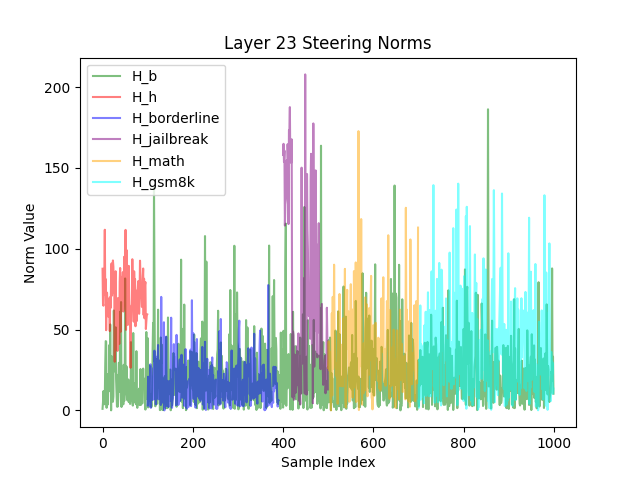 Layer 23 Steering Norms
Norm Value
200
150
100
50
0
H_b
H_h
H_borderline
H_jailbreak
H_math
H_gsm8k
0 200 400 600 800 1000
Sample Index